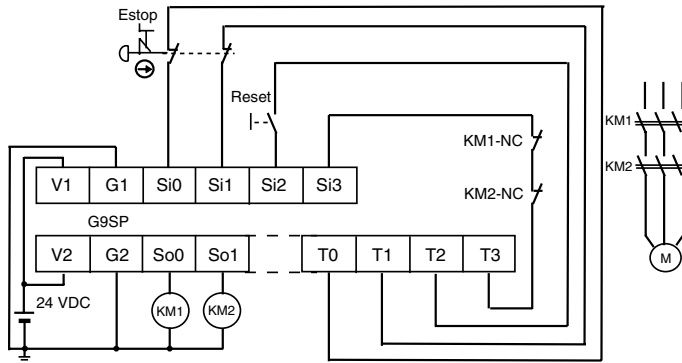 Estop
Reset
KM1-NC
KM1
KM2
KM2-NC
V1 G1 Si0 Si1 Si2 Si3
G9SP
V2 G2 So0 So1 T0 T1 T2 T3
24 VDC
KM1 KM2
M